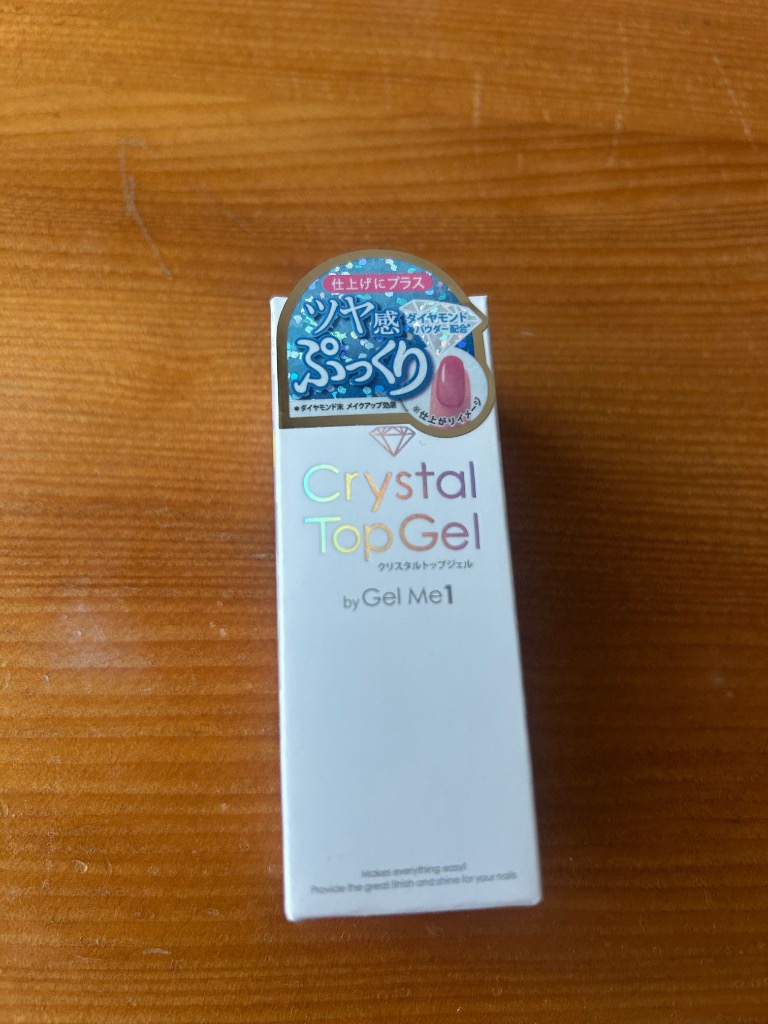 仕上げにプラス
ツヤ感
ぷっくり
ダイヤモンド
パウダー配合*
*ダイヤモンド末 メイクアップ効果
※仕上がりイメージ
Crystal
Top Gel
クリスタルトップジェル
by Gel Me1
Makes everything easy!
Provide the great finish and shine for your nails